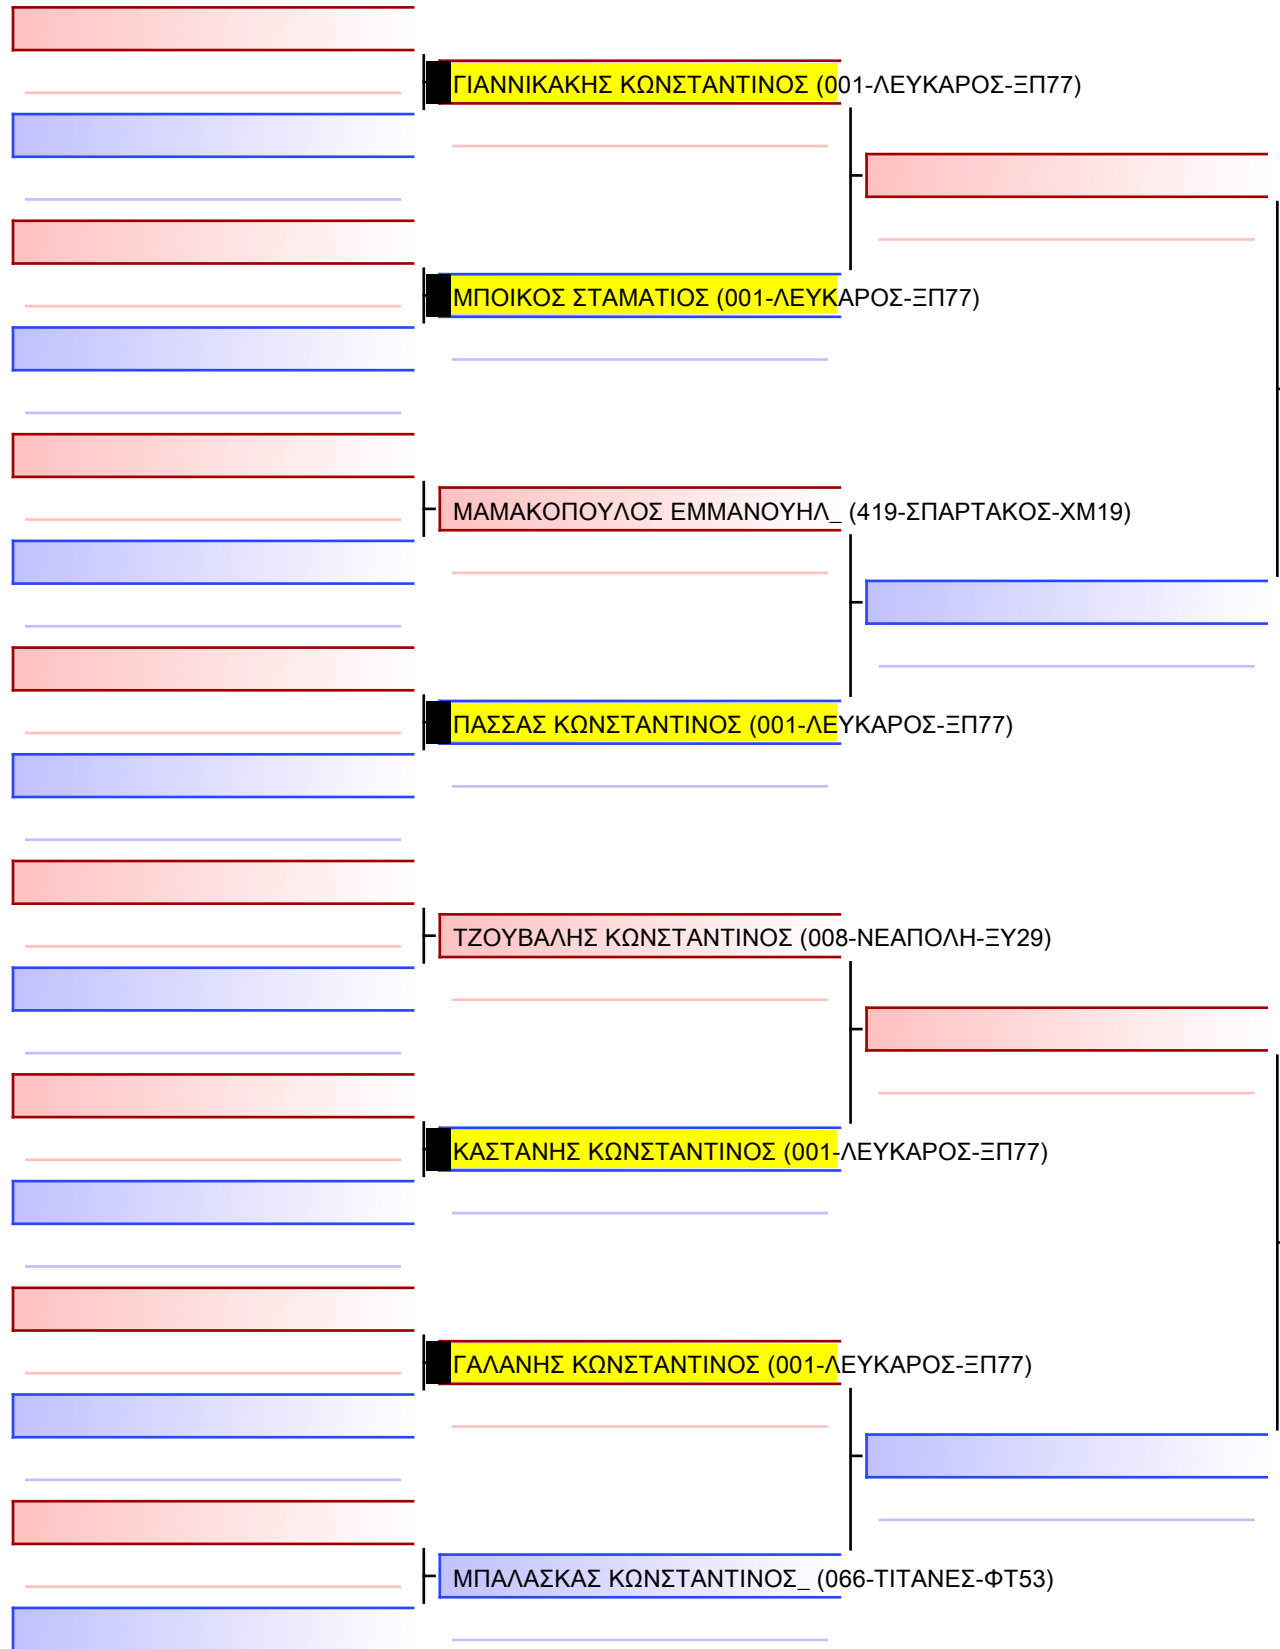 ΓΙΑΝΝΙΚΑΚΗΣ ΚΩΝΣΤΑΝΤΙΝΟΣ (001-ΛΕΥΚΑΡΟΣ-ΞΠ77)
ΜΠΟΙΚΟΣ ΣΤΑΜΑΤΙΟΣ (001-ΛΕΥΚΑΡΟΣ-ΞΠ77)
ΜΑΜΑΚΟΠΟΥΛΟΣ ΕΜΜΑΝΟΥΗΛ_ (419-ΣΠΑΡΤΑΚΟΣ-ΧΜ19)
ΠΑΣΣΑΣ ΚΩΝΣΤΑΝΤΙΝΟΣ (001-ΛΕΥΚΑΡΟΣ-ΞΠ77)
ΤΖΟΥΒΑΛΗΣ ΚΩΝΣΤΑΝΤΙΝΟΣ (008-ΝΕΑΠΟΛΗ-ΞΥ29)
ΚΑΣΤΑΝΗΣ ΚΩΝΣΤΑΝΤΙΝΟΣ (001-ΛΕΥΚΑΡΟΣ-ΞΠ77)
ΓΑΛΑΝΗΣ ΚΩΝΣΤΑΝΤΙΝΟΣ (001-ΛΕΥΚΑΡΟΣ-ΞΠ77)
ΜΠΑΛΑΣΚΑΣ ΚΩΝΣΤΑΝΤΙΝΟΣ_ (066-ΤΙΤΑΝΕΣ-ΦΤ53)